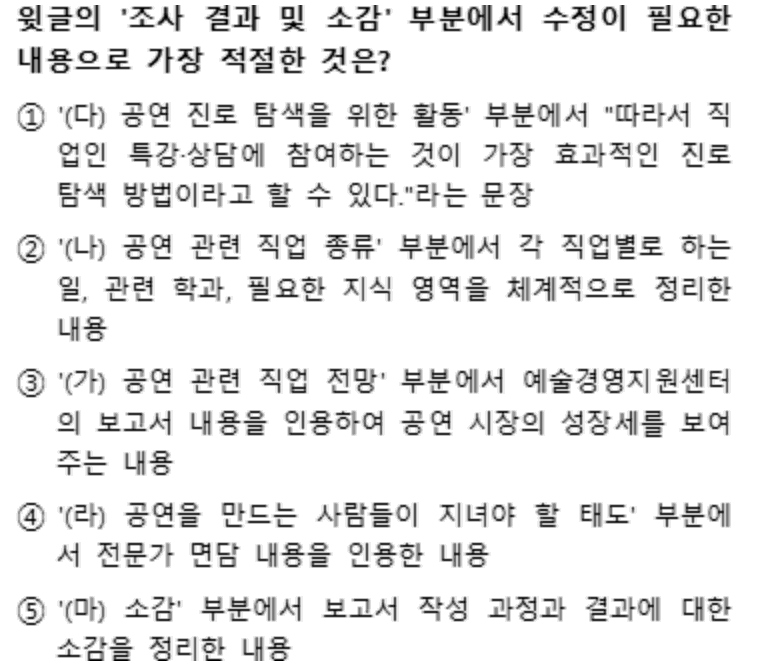 윗글의 '조사 결과 및 소감' 부분에서 수정이 필요한
내용으로 가장 적절한 것은?
① '(다) 공연 진로 탐색을 위한 활동' 부분에서 "따라서 직
업인 특강·상담에 참여하는 것이 가장 효과적인 진로
탐색 방법이라고 할 수 있다."라는 문장
② '(나) 공연 관련 직업 종류' 부분에서 각 직업별로 하는
일, 관련 학과, 필요한 지식 영역을 체계적으로 정리한
내용
③ '(가) 공연 관련 직업 전망' 부분에서 예술경영지원센터
의 보고서 내용을 인용하여 공연 시장의 성장세를 보여
주는 내용
④ '(라) 공연을 만드는 사람들이 지녀야 할 태도' 부분에
서 전문가 면담 내용을 인용한 내용
⑤ '(마) 소감' 부분에서 보고서 작성 과정과 결과에 대한
소감을 정리한 내용